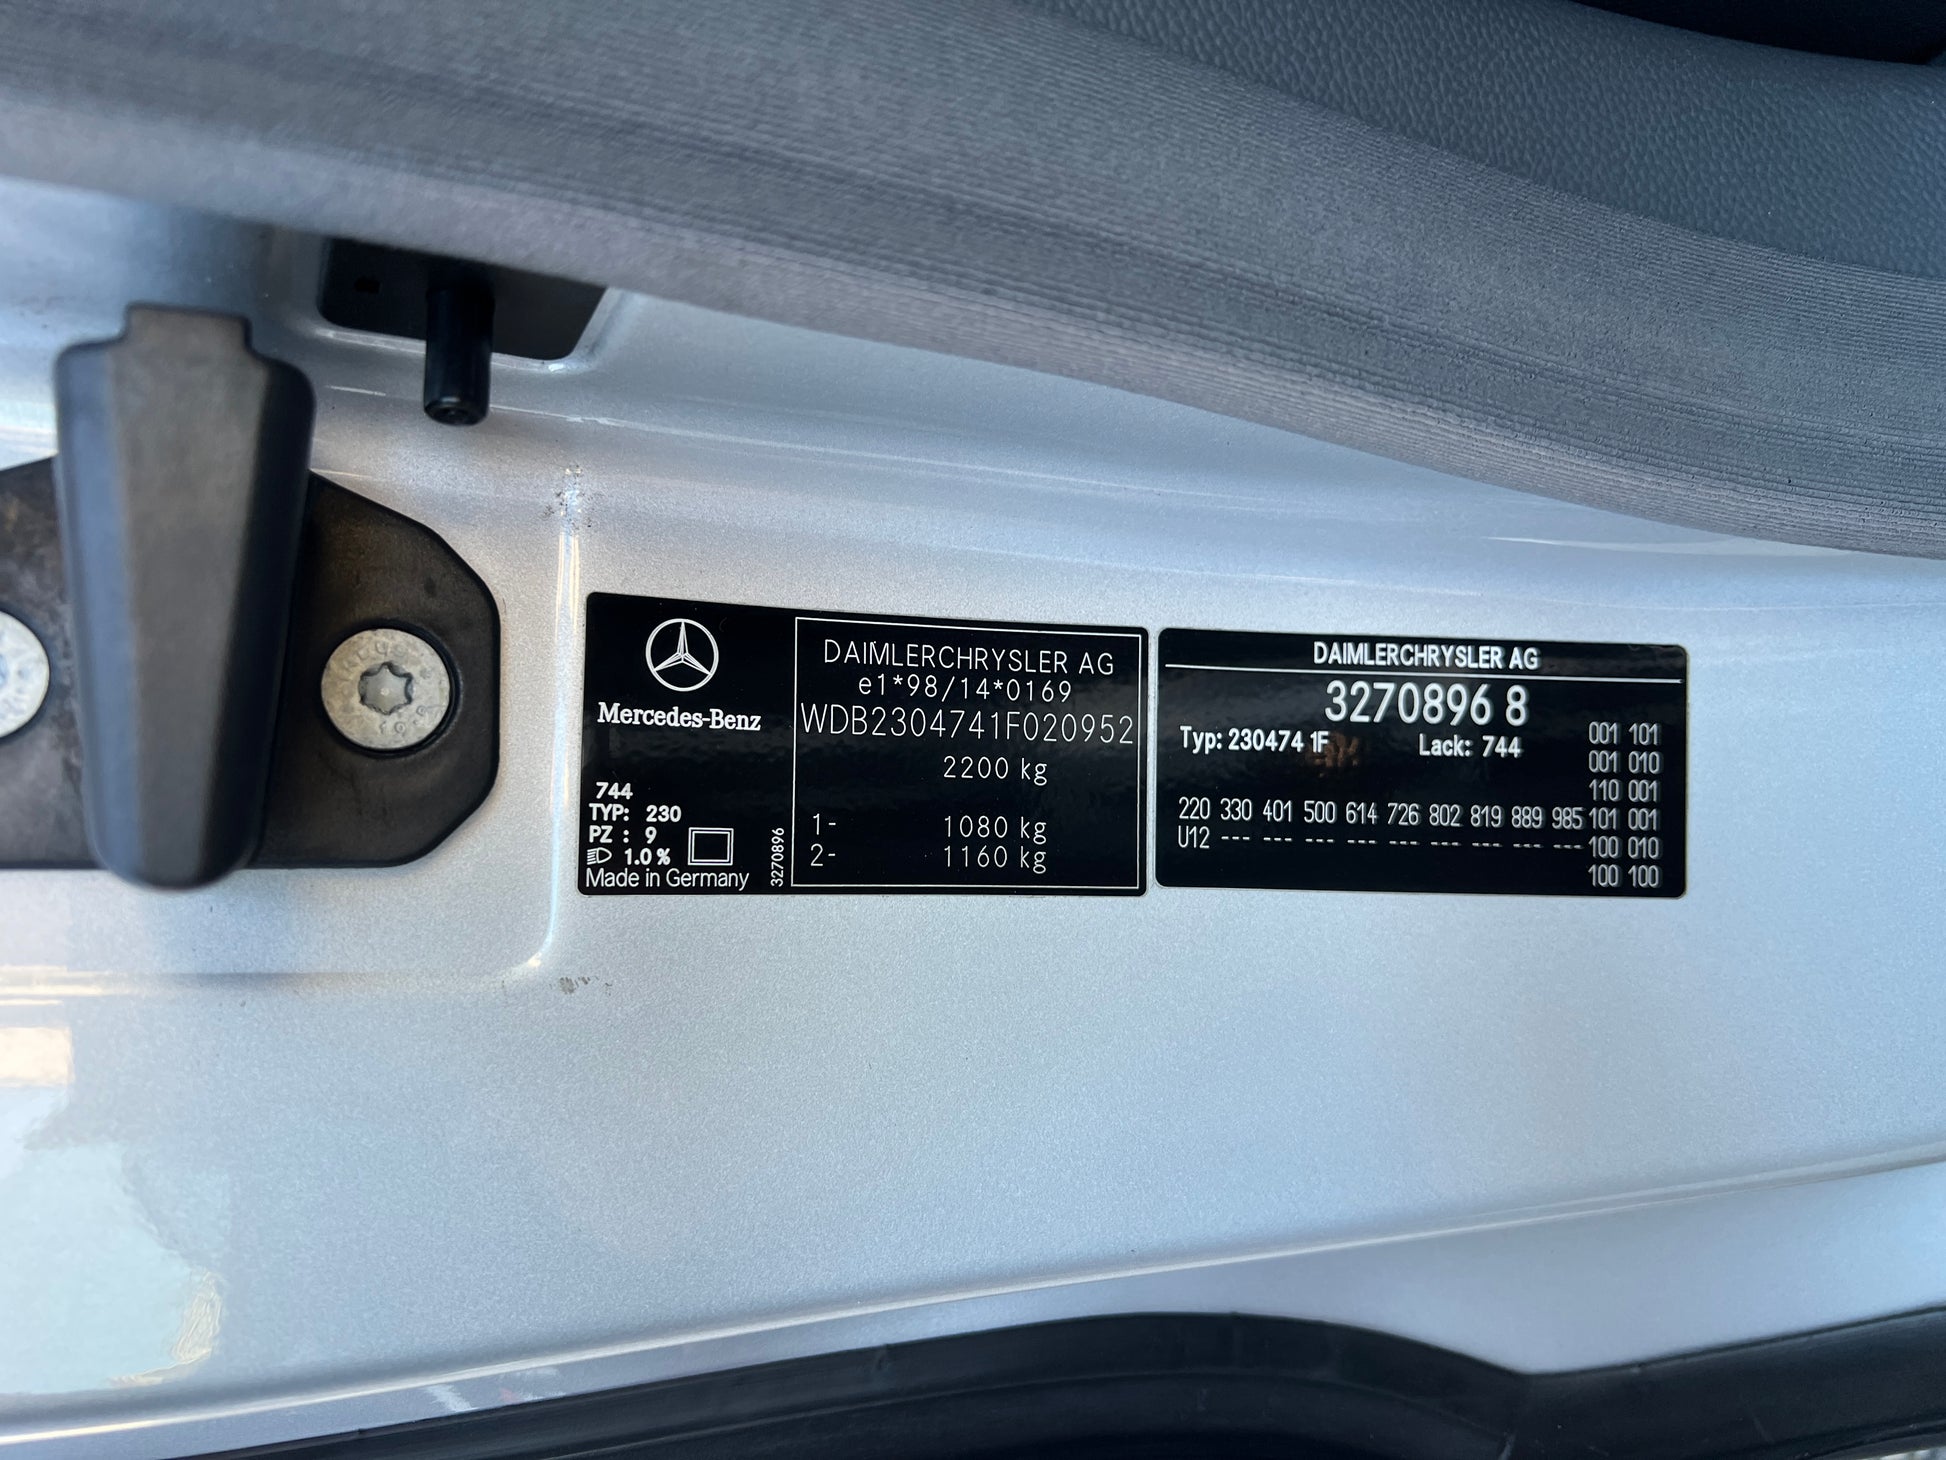 Mercedes-Benz
744
TYP: 230
PZ : 9
1.0 %
Made in Germany
3270896
DAIMLERCHRYSLER AG
e1*98/14*0169
WDB2304741F020952
2200 kg
1- 1080 kg
2- 1160 kg
DAIMLERCHRYSLER AG
3270896 8
Typ: 230474 1F Lack: 744
220 330 401 500 614 726 802 819 889 985
U12 --- --- --- --- --- --- --- --- ---
001 101
001 010
110 001
101 001
100 010
100 100